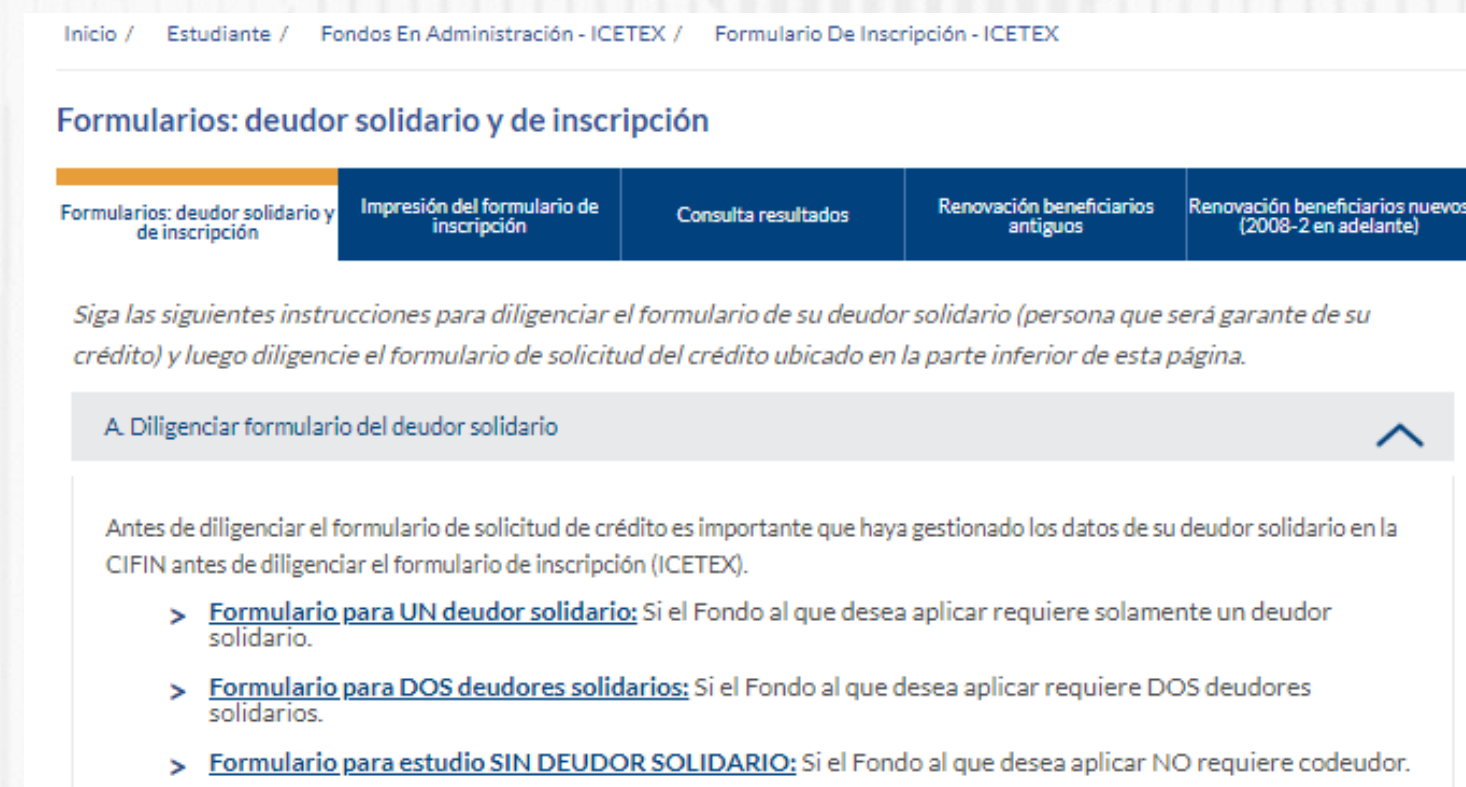 Inicio / Estudiante / Fondos En Administración - ICETEX / Formulario De Inscripción - ICETEX
Formularios: deudor solidario y de inscripción
Formularios: deudor solidario y
de inscripción
Impresión del formulario de
inscripción
Consulta resultados
Renovación beneficiarios
antiguos
Renovación beneficiarios nuevos
(2008-2 en adelante)
Siga las siguientes instrucciones para diligenciar el formulario de su deudor solidario (persona que será garante de su
crédito) y luego diligencie el formulario de solicitud del crédito ubicado en la parte inferior de esta página.
A. Diligenciar formulario del deudor solidario
Antes de diligenciar el formulario de solicitud de crédito es importante que haya gestionado los datos de su deudor solidario en la
CIFIN antes de diligenciar el formulario de inscripción (ICETEX).
> Formulario para UN deudor solidario: Si el Fondo al que desea aplicar requiere solamente un deudor
solidario.
> Formulario para DOS deudores solidarios: Si el Fondo al que desea aplicar requiere DOS deudores
solidarios.
> Formulario para estudio SIN DEUDOR SOLIDARIO: Si el Fondo al que desea aplicar NO requiere codeudor.